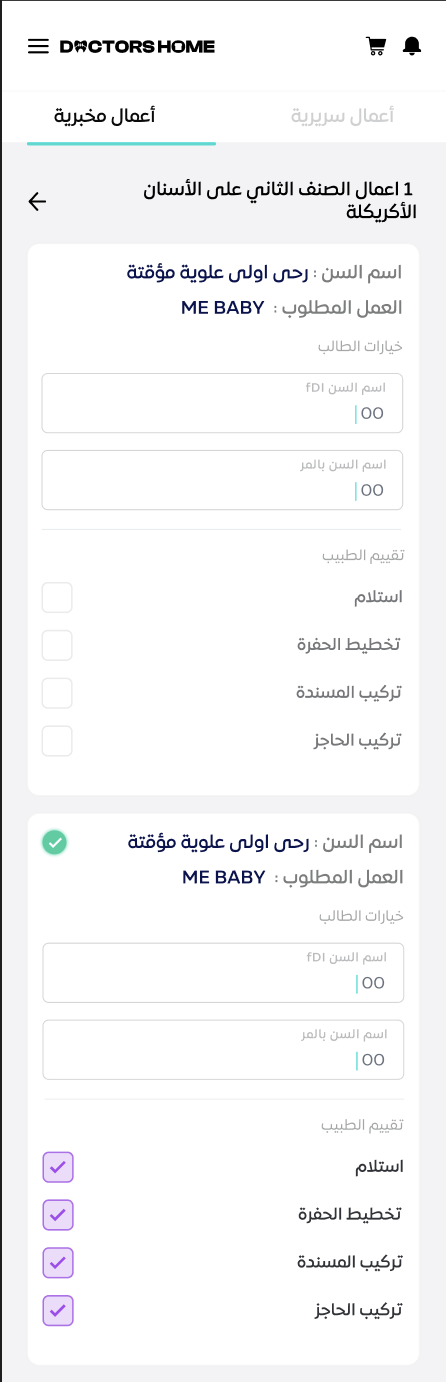 DOCTORS HOME
أعمال سريرية
أعمال مخبرية
1 اعمال الصنف الثاني على الأسنان
الأكريكلة
اسم السن : رحى اولى علوية مؤقتة
العمل المطلوب : ME BABY
خيارات الطالب
اسم السن fDI
00
اسم السن بالمر
00
تقييم الطبيب
استلام
تخطيط الحفرة
تركيب المسندة
تركيب الحاجز
اسم السن : رحى اولى علوية مؤقتة
العمل المطلوب : ME BABY
خيارات الطالب
اسم السن fDI
00
اسم السن بالمر
00
تقييم الطبيب
استلام
تخطيط الحفرة
تركيب المسندة
تركيب الحاجز